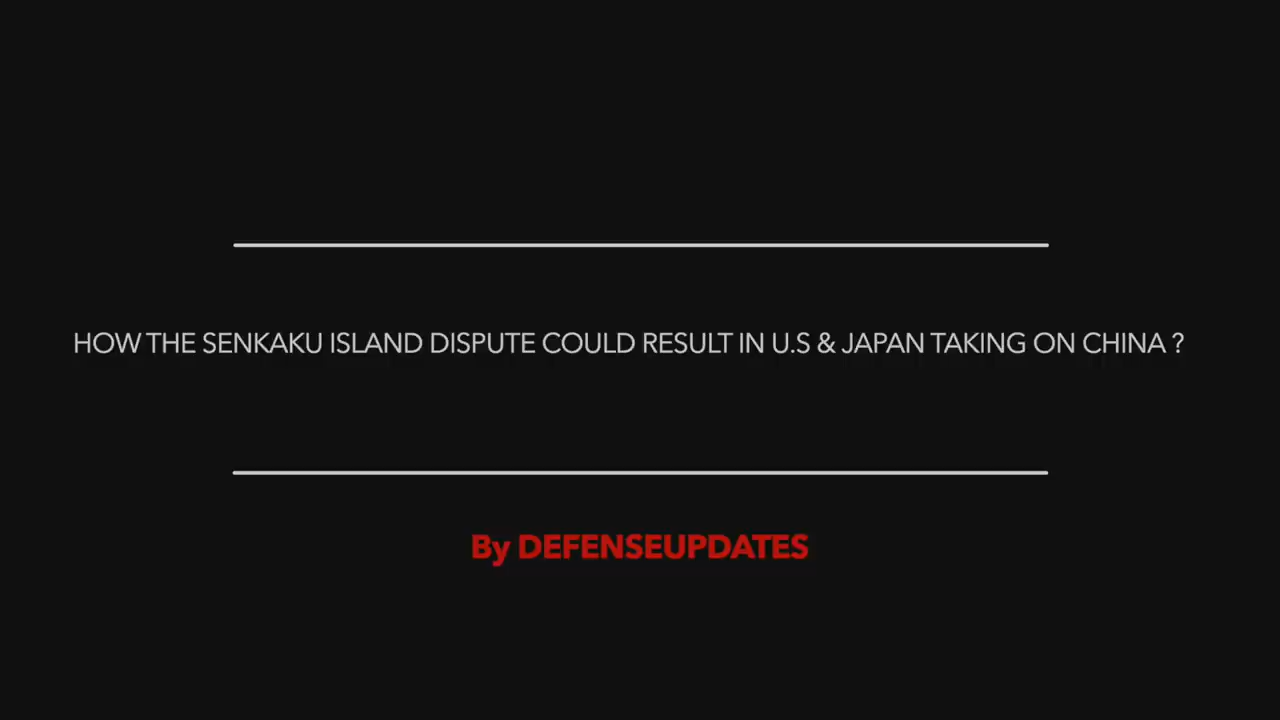 HOW THE SENKAKU ISLAND DISPUTE COULD RESULT IN U.S & JAPAN TAKING ON CHINA ?
By DEFENSEUPDATES